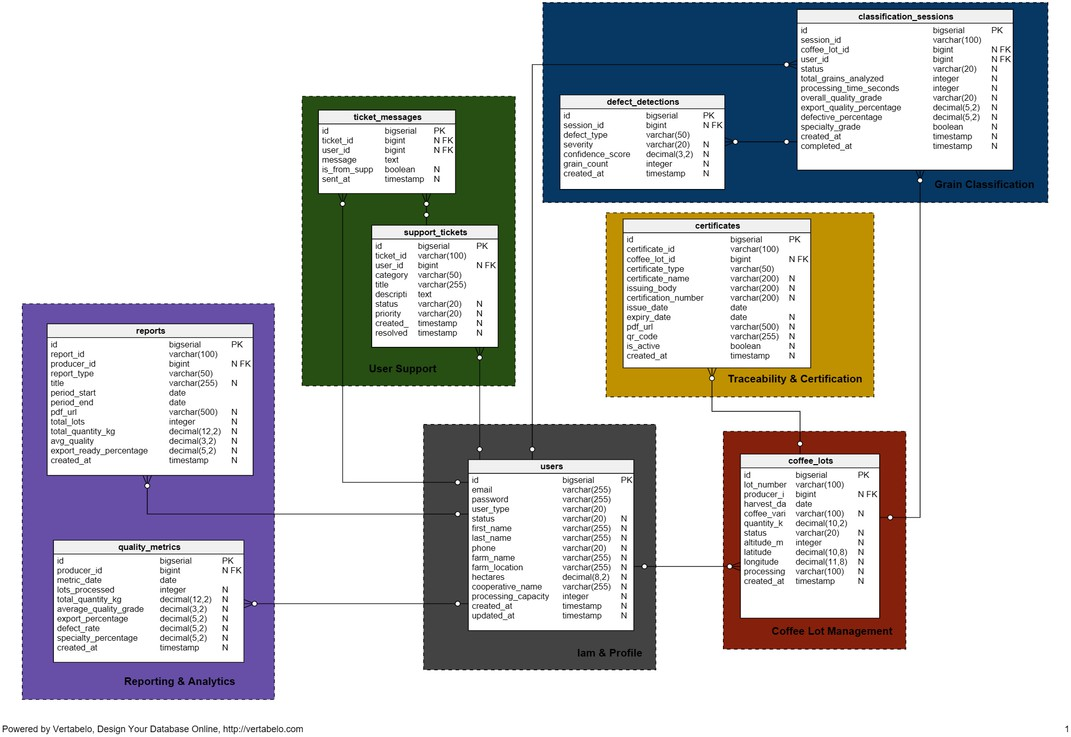 classification_sessions
id bigserial PK
session_id varchar(100)
coffee_lot_id bigint N FK
user_id bigint N FK
status varchar(20) N
total_grains_analyzed integer N
processing_time_seconds integer N
overall_quality_grade varchar(20) N
export_quality_percentage decimal(5,2) N
defective_percentage decimal(5,2) N
specialty_grade boolean N
created_at timestamp N
completed_at timestamp N
defect_detections
id bigserial PK
session_id bigint N FK
defect_type varchar(50)
severity varchar(20) N
confidence_score decimal(3,2) N
grain_count integer N
created_at timestamp N
Grain Classification
ticket_messages
id bigserial PK
ticket_id bigint N FK
user_id bigint N FK
message text
is_from_supp boolean N
sent_at timestamp N
support_tickets
id bigserial PK
ticket_id varchar(100)
user_id bigint N FK
category varchar(50)
title varchar(255)
descripti text
status varchar(20) N
priority varchar(20) N
created_ timestamp N
resolved timestamp N
User Support
certificates
id bigserial PK
certificate_id varchar(100)
coffee_lot_id bigint N FK
certificate_type varchar(50)
certificate_name varchar(200) N
issuing_body varchar(200) N
certification_number varchar(200) N
issue_date date
expiry_date date N
pdf_url varchar(500) N
qr_code varchar(255) N
is_active boolean N
created_at timestamp N
Traceability & Certification
reports
id bigserial PK
report_id varchar(100)
producer_id bigint N FK
report_type varchar(50)
title varchar(255) N
period_start date
period_end date
pdf_url varchar(500) N
total_lots integer N
total_quantity_kg decimal(12,2) N
avg_quality decimal(3,2) N
export_ready_percentage decimal(5,2) N
created_at timestamp N
quality_metrics
id bigserial PK
producer_id bigint N FK
metric_date date
lots_processed integer N
total_quantity_kg decimal(12,2) N
average_quality_grade decimal(3,2) N
export_percentage decimal(5,2) N
defect_rate decimal(5,2) N
specialty_percentage decimal(5,2) N
created_at timestamp N
Reporting & Analytics
users
id bigserial PK
email varchar(255)
password varchar(255)
user_type varchar(20)
status varchar(20) N
first_name varchar(255) N
last_name varchar(255) N
phone varchar(20) N
farm_name varchar(255) N
farm_location varchar(255) N
hectares decimal(8,2) N
cooperative_name varchar(255) N
processing_capacity integer N
created_at timestamp N
updated_at timestamp N
Iam & Profile
coffee_lots
id bigserial PK
lot_number varchar(100)
producer_i bigint N FK
harvest_da date
coffee_vari varchar(100) N
quantity_k decimal(10,2)
status varchar(20) N
altitude_m integer N
latitude decimal(10,8) N
longitude decimal(11,8) N
processing varchar(100) N
created_at timestamp N
Coffee Lot Management
Powered by Vertabelo, Design Your Database Online, http://vertabelo.com 1